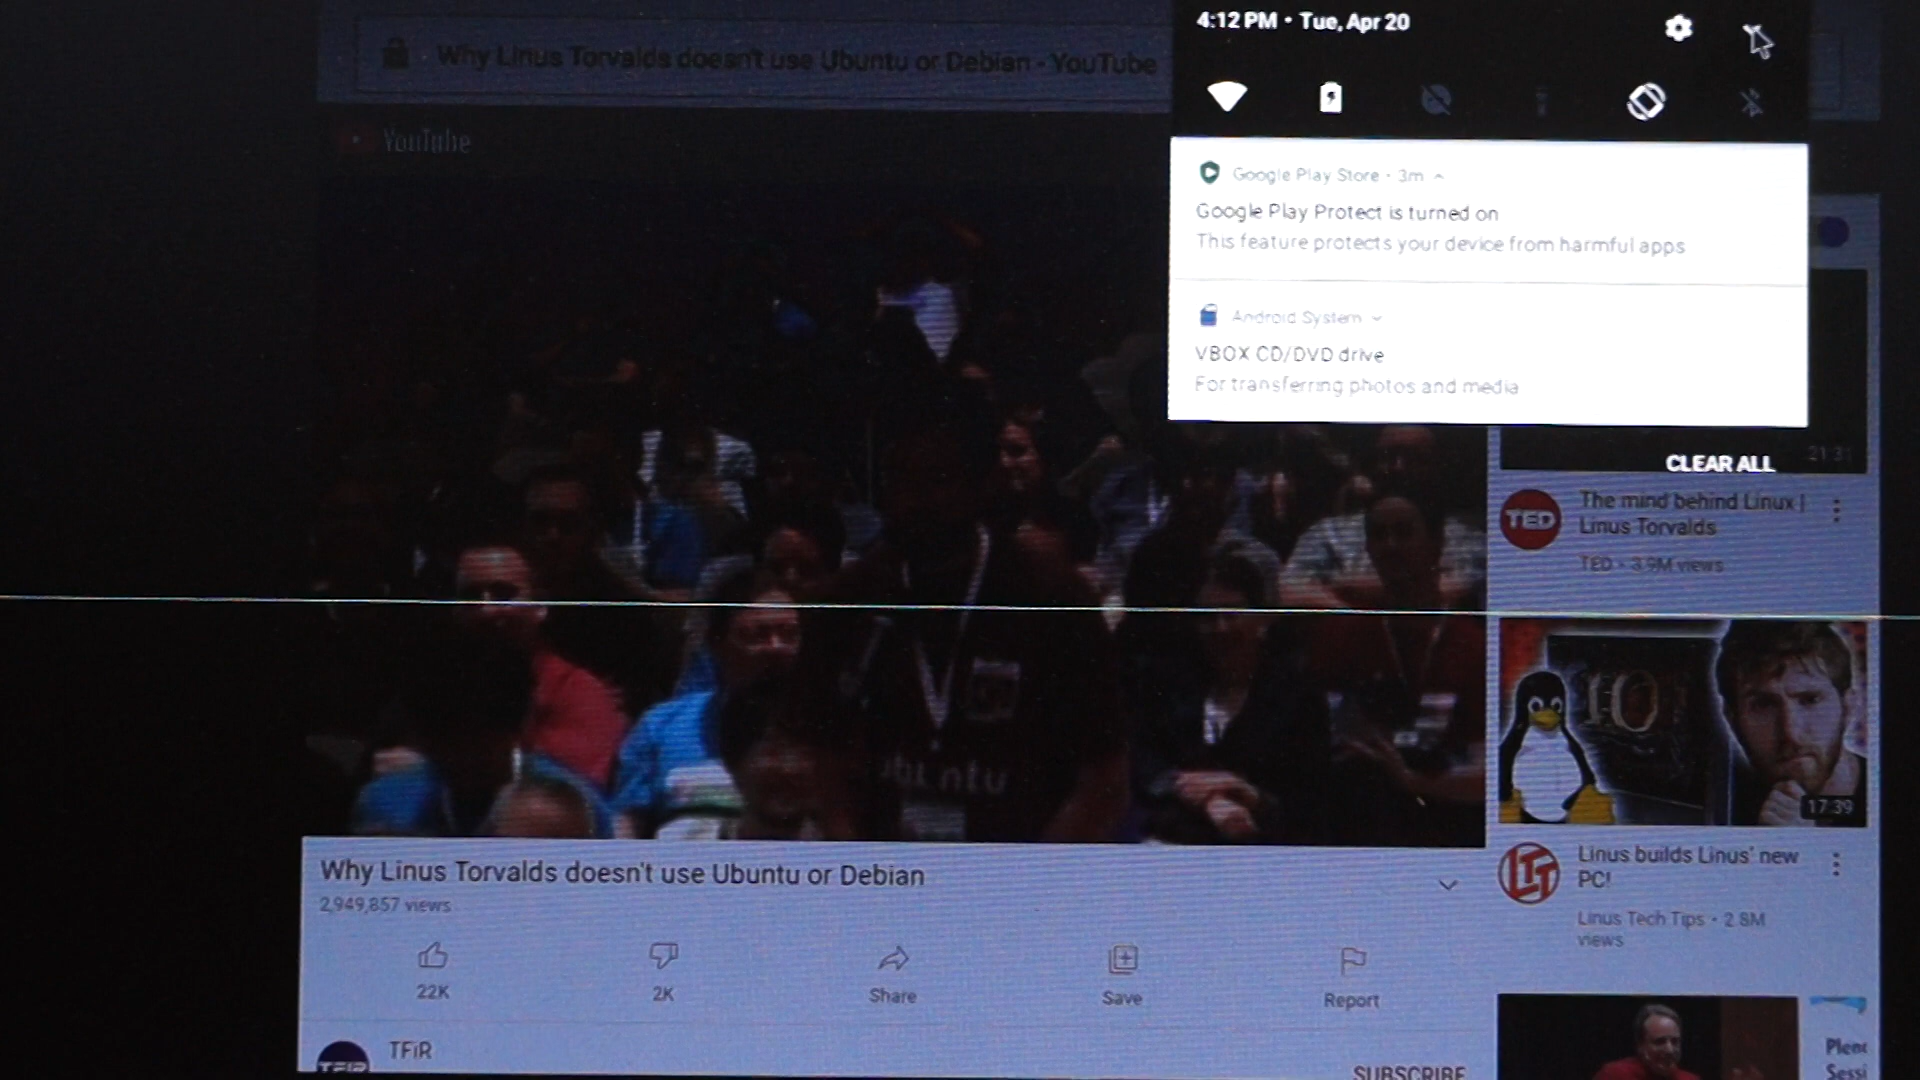 4:12 PM • Tue, Apr 20
Why Linus Torvalds doesn't use Ubuntu or Debian - YouTube
YouTube
Google Play Store • 3m
Google Play Protect is turned on
This feature protects your device from harmful apps
Android System
VBOX CD/DVD drive
For transferring photos and media
CLEAR ALL
TED
The mind behind Linux |
Linus Torvalds
TED • 3.9M views
ubuntu
10
17:39
Why Linus Torvalds doesn't use Ubuntu or Debian
2,949,857 views
22K
2K
Share
Save
Report
LTT
Linus builds Linus' new
PC!
Linus Tech Tips • 2.8M
views
TFiR
TFiR
SUBSCRIBE